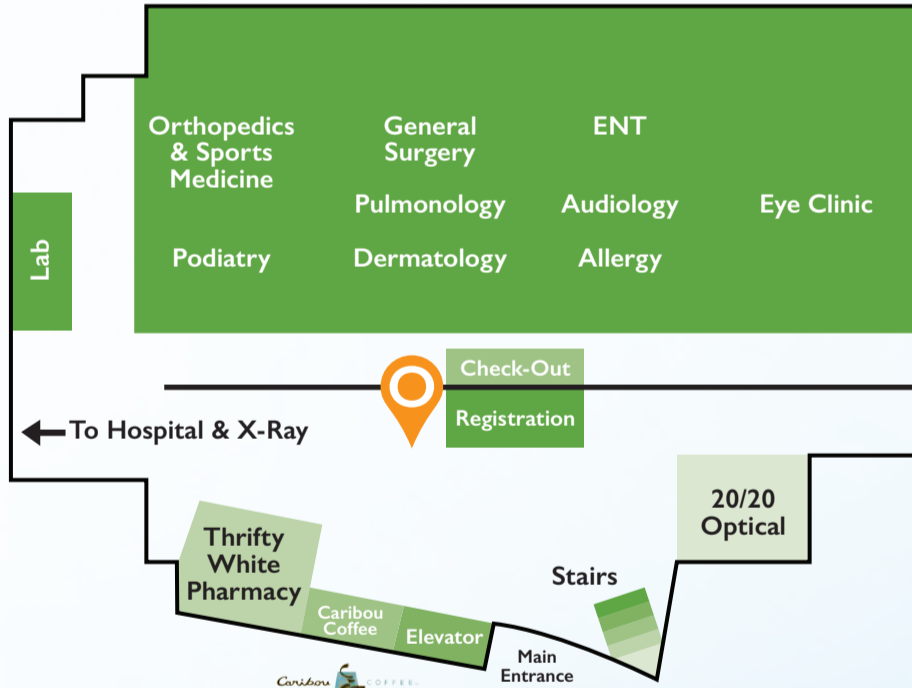 Orthopedics
& Sports
Medicine
General
Surgery
ENT
Pulmonology
Audiology
Eye Clinic
Lab
Podiatry
Dermatology
Allergy
Check-Out
Registration
To Hospital & X-Ray
20/20
Optical
Thrifty
White
Pharmacy
Stairs
Caribou
Coffee
Elevator
Main
Entrance
Caribou COFFEE